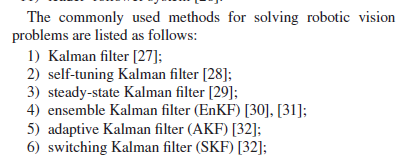 The commonly used methods for solving robotic vision
problems are listed as follows:
1) Kalman filter [27];
2) self-tuning Kalman filter [28];
3) steady-state Kalman filter [29];
4) ensemble Kalman filter (EnKF) [30], [31];
5) adaptive Kalman filter (AKF) [32];
6) switching Kalman filter (SKF) [32];